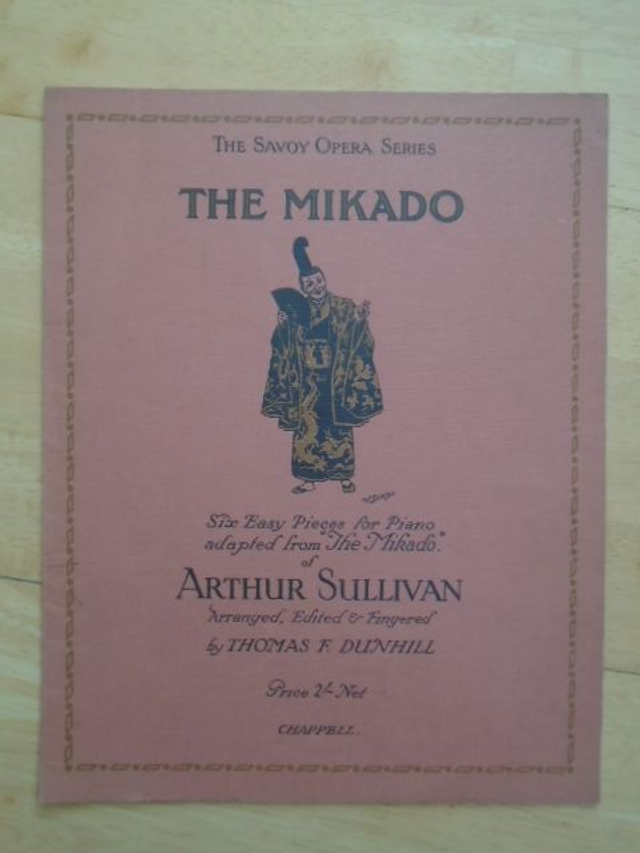 THE SAVOY OPERA SERIES
THE MIKADO
Six Easy Pieces for Piano
adapted from "The Mikado".
of
ARTHUR SULLIVAN
Arranged, Edited & Fingered
by THOMAS F. DUNHILL
Price 2/- Net
CHAPPELL.